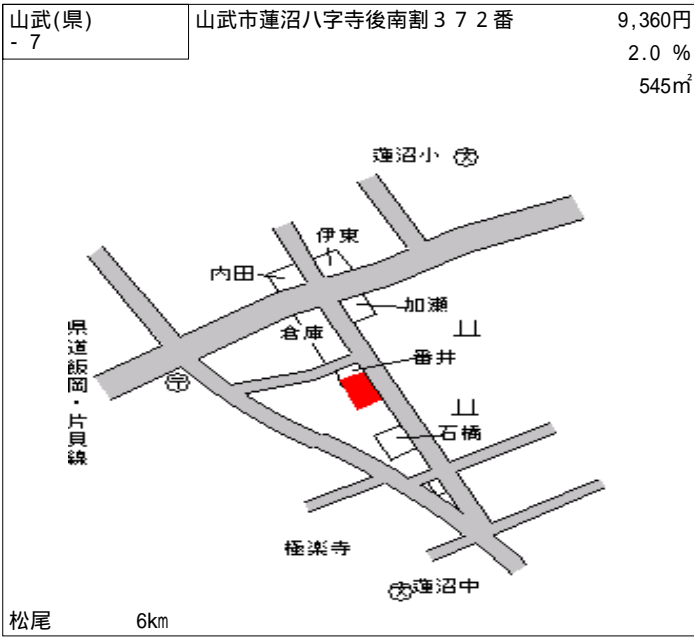 山武(県)
- 7
山武市蓮沼八字寺後南割３７２番
9,360円
2.0 %
545㎡
蓮沼小 文
伊東
内田
加瀬
倉庫
番井
県道飯岡・片貝線
〒
石橋
極楽寺
文 蓮沼中
松尾 6km